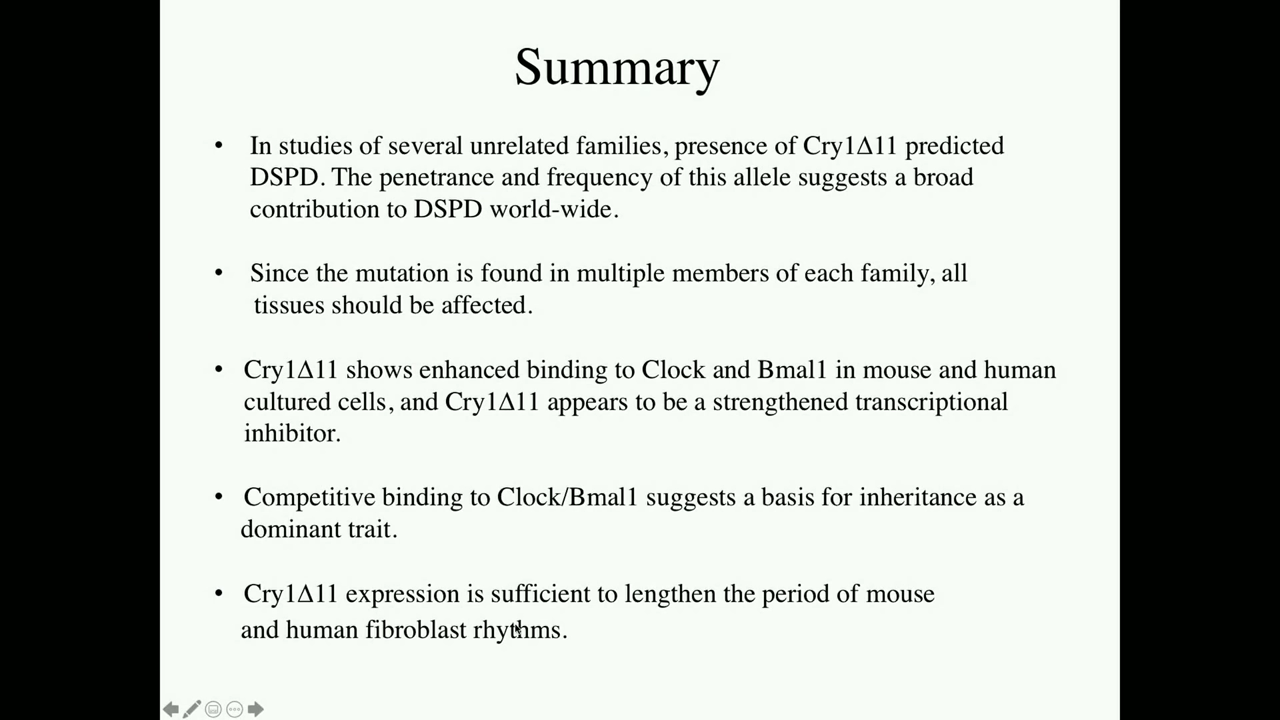 Summary
• In studies of several unrelated families, presence of Cry1Δ11 predicted
DSPD. The penetrance and frequency of this allele suggests a broad
contribution to DSPD world-wide.
• Since the mutation is found in multiple members of each family, all
tissues should be affected.
• Cry1Δ11 shows enhanced binding to Clock and Bmal1 in mouse and human
cultured cells, and Cry1Δ11 appears to be a strengthened transcriptional
inhibitor.
• Competitive binding to Clock/Bmal1 suggests a basis for inheritance as a
dominant trait.
• Cry1Δ11 expression is sufficient to lengthen the period of mouse
and human fibroblast rhythms.